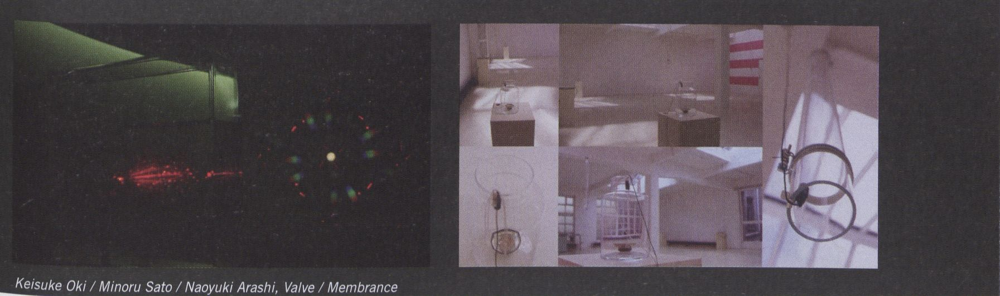 Keisuke Oki / Minoru Sato / Naoyuki Arashi, Valve / Membrance